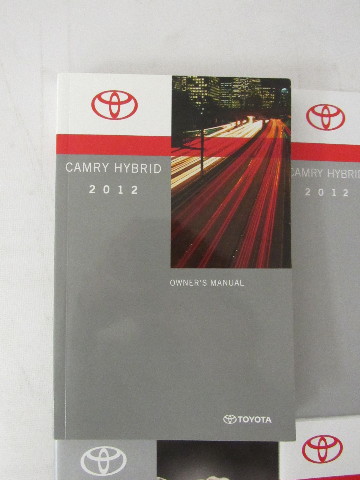 CAMRY HYBRID
2012
OWNER'S MANUAL
TOYOTA
CAMRY HYBRID
2012